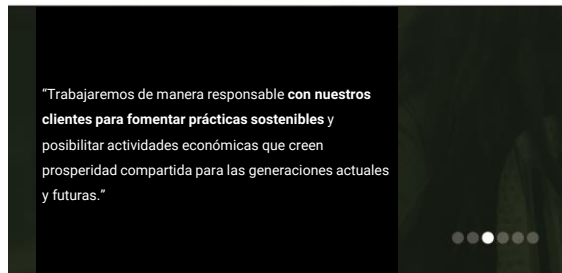 “Trabajaremos de manera responsable con nuestros
clientes para fomentar prácticas sostenibles y
posibilitar actividades económicas que creen
prosperidad compartida para las generaciones actuales
y futuras.”